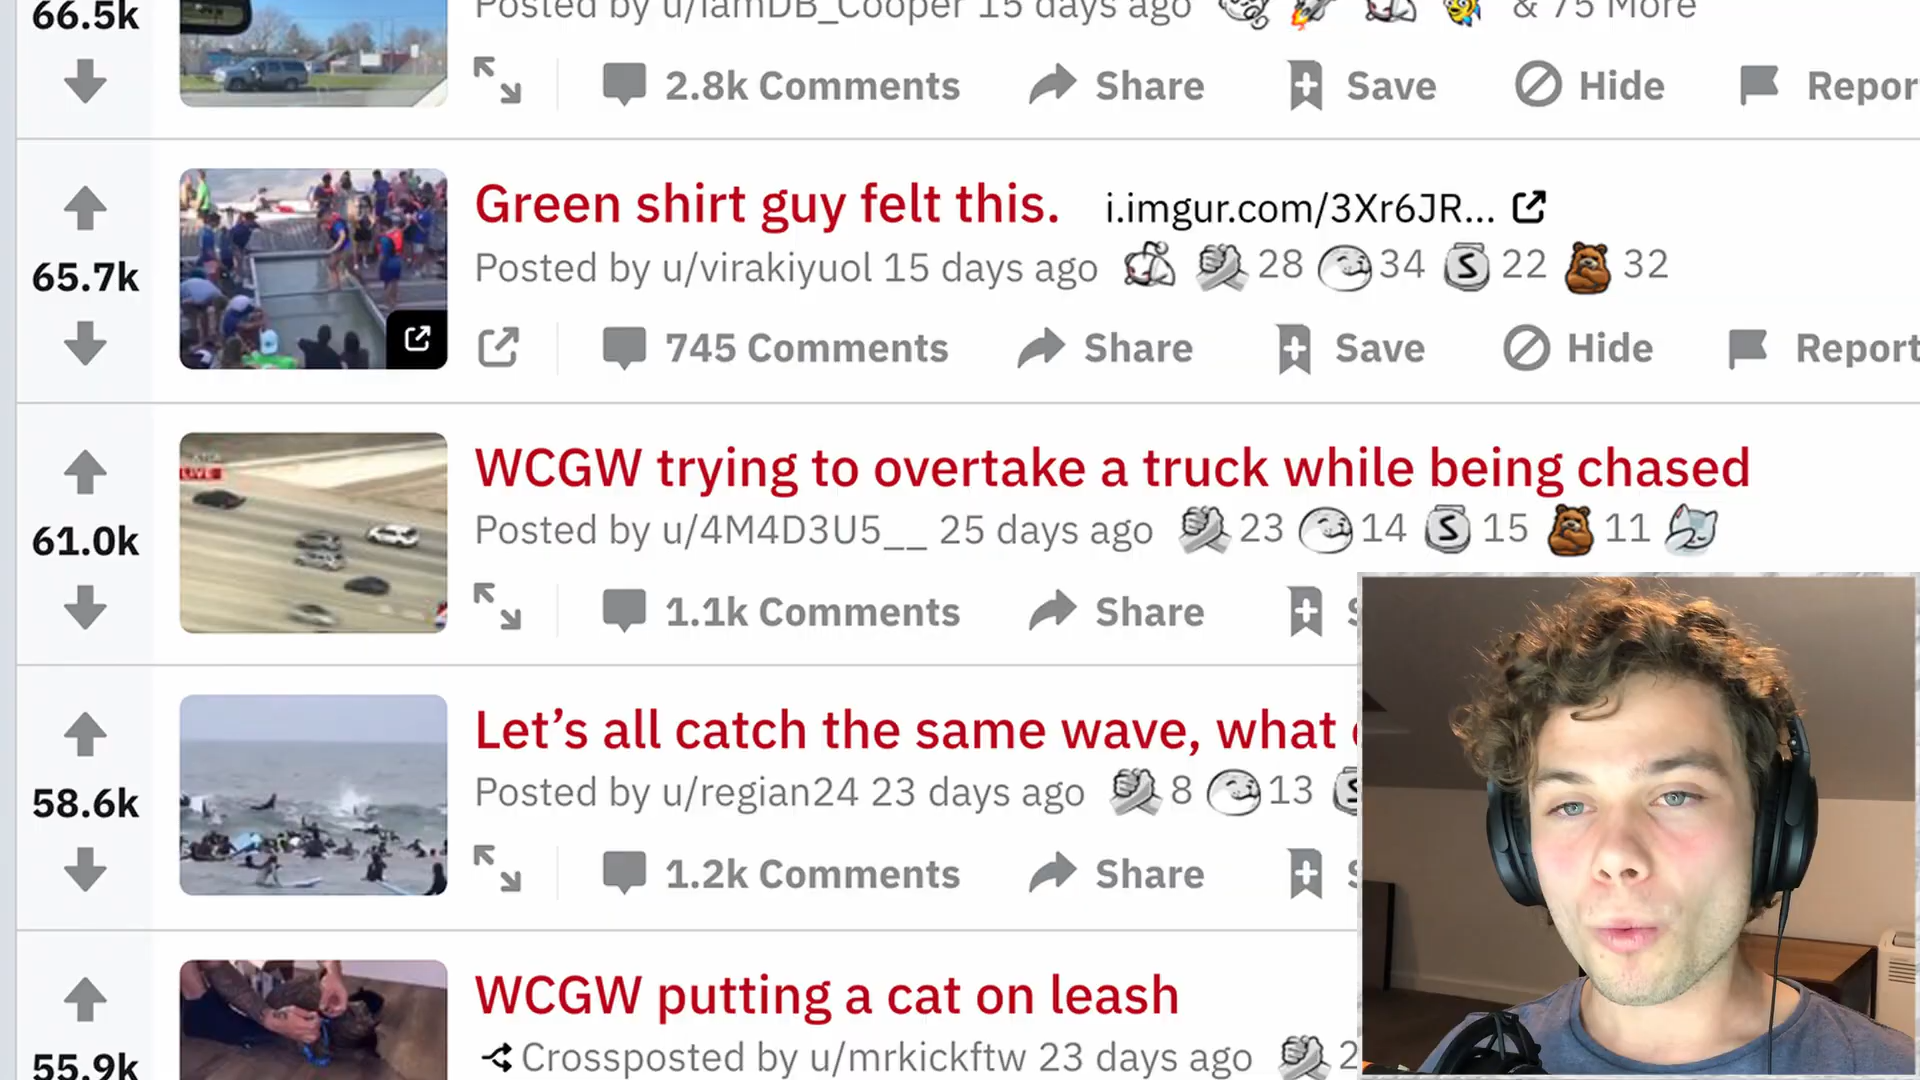 66.5k
Posted by u/IamDB_Cooper 15 days ago & 75 More
2.8k Comments Share Save Hide Repor
65.7k
Green shirt guy felt this. i.imgur.com/3Xr6JR...
Posted by u/virakiyuol 15 days ago 28 34 S 22 32
745 Comments Share Save Hide Report
61.0k
LIVE
WCGW trying to overtake a truck while being chased
Posted by u/4M4D3U5__ 25 days ago 23 14 S 15 11
1.1k Comments Share
58.6k
Let’s all catch the same wave, what
Posted by u/regian24 23 days ago 8 13
1.2k Comments Share
55.9k
WCGW putting a cat on leash
Crossposted by u/mrkickftw 23 days ago 2